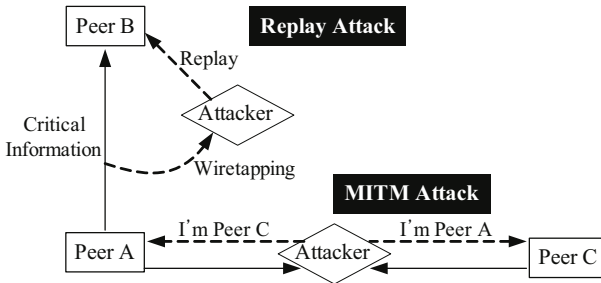 Peer B
Replay Attack
Replay
Attacker
Critical
Information
Wiretapping
MITM Attack
I'm Peer C
I'm Peer A
Peer A
Attacker
Peer C